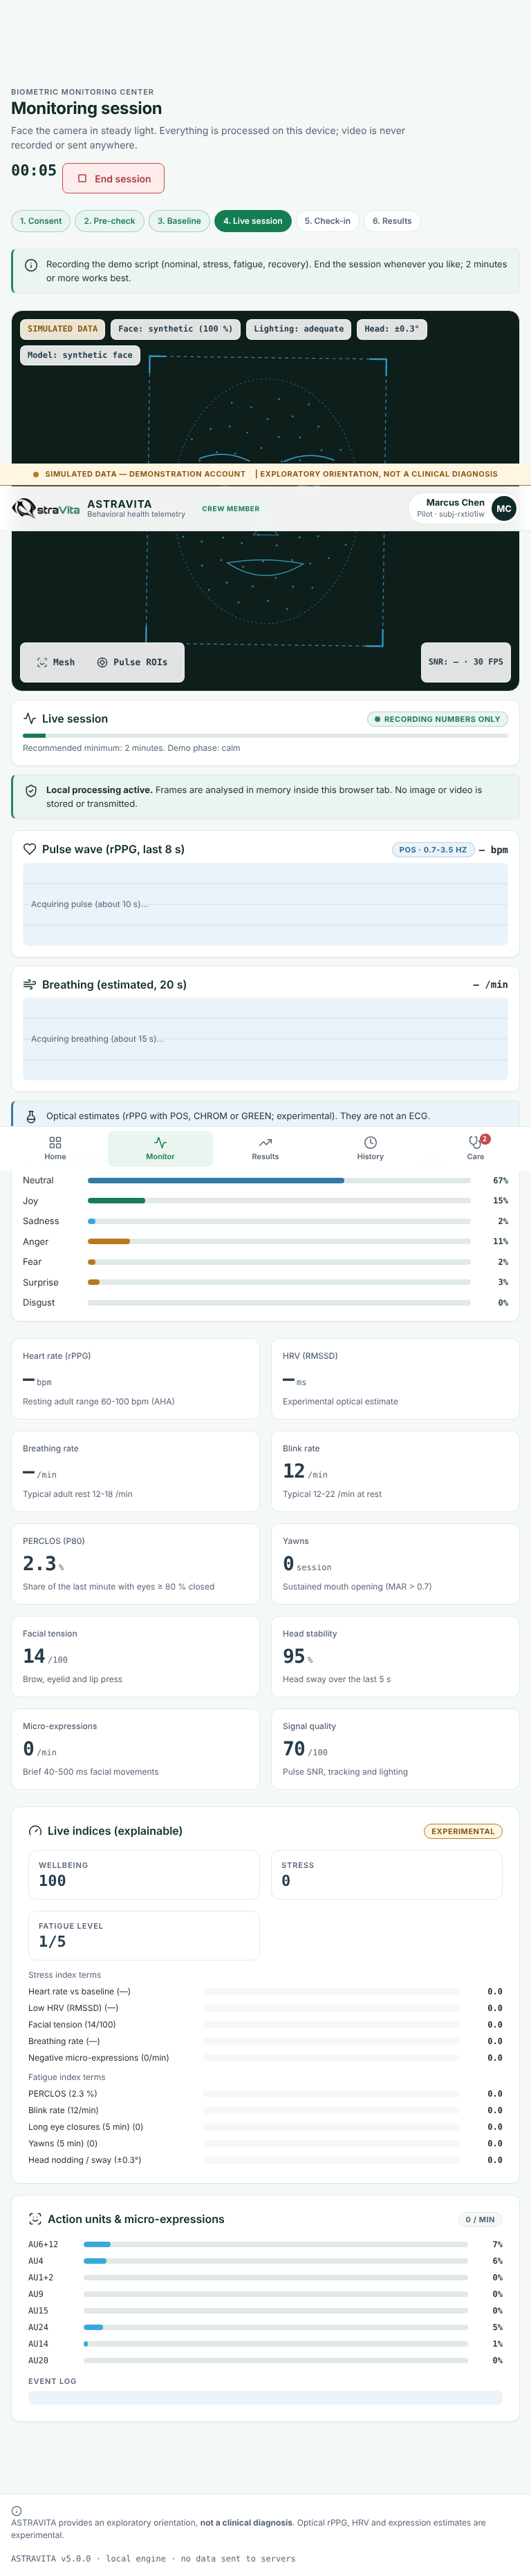 BIOMETRIC MONITORING CENTER
Monitoring session
Face the camera in steady light. Everything is processed on this device; video is never
recorded or sent anywhere.
00:05 End session
1. Consent 2. Pre-check 3. Baseline 4. Live session 5. Check-in 6. Results
Recording the demo script (nominal, stress, fatigue, recovery). End the session whenever you like; 2 minutes
or more works best.
SIMULATED DATA Face: synthetic (100 %) Lighting: adequate Head: ±0.3°
Model: synthetic face
SIMULATED DATA — DEMONSTRATION ACCOUNT | EXPLORATORY ORIENTATION, NOT A CLINICAL DIAGNOSIS
straVita ASTRAVITA CREW MEMBER Marcus Chen MC
Behavioral health telemetry Pilot · subj-rxtio1iw
Mesh Pulse ROIs SNR: — · 30 FPS
Live session RECORDING NUMBERS ONLY
Recommended minimum: 2 minutes. Demo phase: calm
Local processing active. Frames are analysed in memory inside this browser tab. No image or video is
stored or transmitted.
Pulse wave (rPPG, last 8 s) POS · 0.7-3.5 HZ — bpm
Acquiring pulse (about 10 s)...
Breathing (estimated, 20 s) — /min
Acquiring breathing (about 15 s)...
Optical estimates (rPPG with POS, CHROM or GREEN; experimental). They are not an ECG.
2
Home Monitor Results History Care
Neutral 67%
Joy 15%
Sadness 2%
Anger 11%
Fear 2%
Surprise 3%
Disgust 0%
Heart rate (rPPG) HRV (RMSSD)
— bpm — ms
Resting adult range 60-100 bpm (AHA) Experimental optical estimate
Breathing rate Blink rate
— /min 12 /min
Typical adult rest 12-18 /min Typical 12-22 /min at rest
PERCLOS (P80) Yawns
2.3 % 0 session
Share of the last minute with eyes ≥ 80 % closed Sustained mouth opening (MAR > 0.7)
Facial tension Head stability
14 /100 95 %
Brow, eyelid and lip press Head sway over the last 5 s
Micro-expressions Signal quality
0 /min 70 /100
Brief 40-500 ms facial movements Pulse SNR, tracking and lighting
Live indices (explainable) EXPERIMENTAL
WELLBEING STRESS
100 0
FATIGUE LEVEL
1/5
Stress index terms
Heart rate vs baseline (—) 0.0
Low HRV (RMSSD) (—) 0.0
Facial tension (14/100) 0.0
Breathing rate (—) 0.0
Negative micro-expressions (0/min) 0.0
Fatigue index terms
PERCLOS (2.3 %) 0.0
Blink rate (12/min) 0.0
Long eye closures (5 min) (0) 0.0
Yawns (5 min) (0) 0.0
Head nodding / sway (±0.3°) 0.0
Action units & micro-expressions 0 / MIN
AU6+12 7%
AU4 6%
AU1+2 0%
AU9 0%
AU15 0%
AU24 5%
AU14 1%
AU20 0%
EVENT LOG
ASTRAVITA provides an exploratory orientation, not a clinical diagnosis. Optical rPPG, HRV and expression estimates are
experimental.
ASTRAVITA v5.0.0 · local engine · no data sent to servers